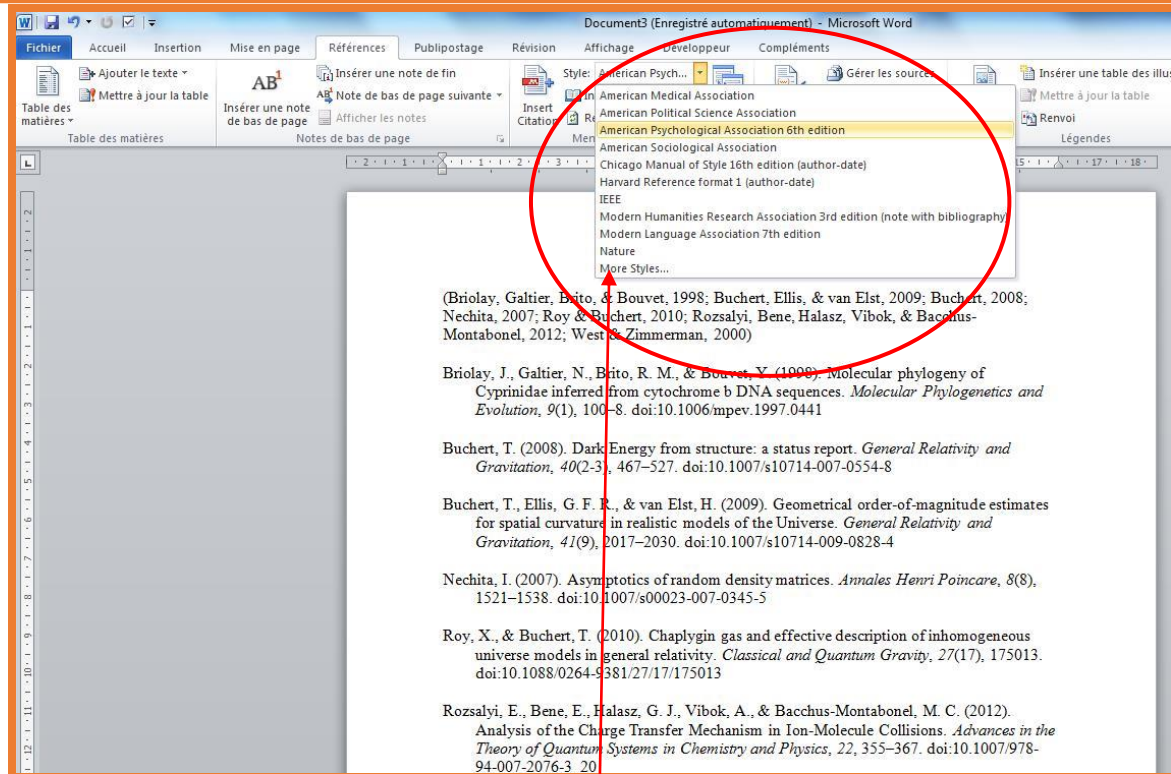 Document3 (Enregistré automatiquement) - Microsoft Word
Fichier Accueil Insertion Mise en page Références Publipostage Révision Affichage Développeur Compléments
Table des matières
Ajouter le texte
Mettre à jour la table
Table des matières
AB1
Insérer une note de bas de page
Insérer une note de fin
Note de bas de page suivante
Afficher les notes
Notes de bas de page
Insert Citation
Style: American Psych...
Gérer les sources
Insérer une table des illus
Mettre à jour la table
Renvoi
Légendes
American Medical Association
American Political Science Association
American Psychological Association 6th edition
American Sociological Association
Chicago Manual of Style 16th edition (author-date)
Harvard Reference format 1 (author-date)
IEEE
Modern Humanities Research Association 3rd edition (note with bibliography)
Modern Language Association 7th edition
Nature
More Styles...
(Briolay, Galtier, Brito, & Bouvet, 1998; Buchert, Ellis, & van Elst, 2009; Buchert, 2008;
Nechita, 2007; Roy & Buchert, 2010; Rozsalyi, Bene, Halasz, Vibok, & Bacchus-
Montabonel, 2012; West & Zimmerman, 2000)
Briolay, J., Galtier, N., Brito, R. M., & Bouvet, Y. (1998). Molecular phylogeny of
Cyprinidae inferred from cytochrome b DNA sequences. Molecular Phylogenetics and
Evolution, 9(1), 100–8. doi:10.1006/mpev.1997.0441
Buchert, T. (2008). Dark Energy from structure: a status report. General Relativity and
Gravitation, 40(2-3), 467–527. doi:10.1007/s10714-007-0554-8
Buchert, T., Ellis, G. F. R., & van Elst, H. (2009). Geometrical order-of-magnitude estimates
for spatial curvature in realistic models of the Universe. General Relativity and
Gravitation, 41(9), 2017–2030. doi:10.1007/s10714-009-0828-4
Nechita, I. (2007). Asymptotics of random density matrices. Annales Henri Poincare, 8(8),
1521–1538. doi:10.1007/s00023-007-0345-5
Roy, X., & Buchert, T. (2010). Chaplygin gas and effective description of inhomogeneous
universe models in general relativity. Classical and Quantum Gravity, 27(17), 175013.
doi:10.1088/0264-9381/27/17/175013
Rozsalyi, E., Bene, E., Halasz, G. J., Vibok, A., & Bacchus-Montabonel, M. C. (2012).
Analysis of the Charge Transfer Mechanism in Ion-Molecule Collisions. Advances in the
Theory of Quantum Systems in Chemistry and Physics, 22, 355–367. doi:10.1007/978-
94-007-2076-3_20